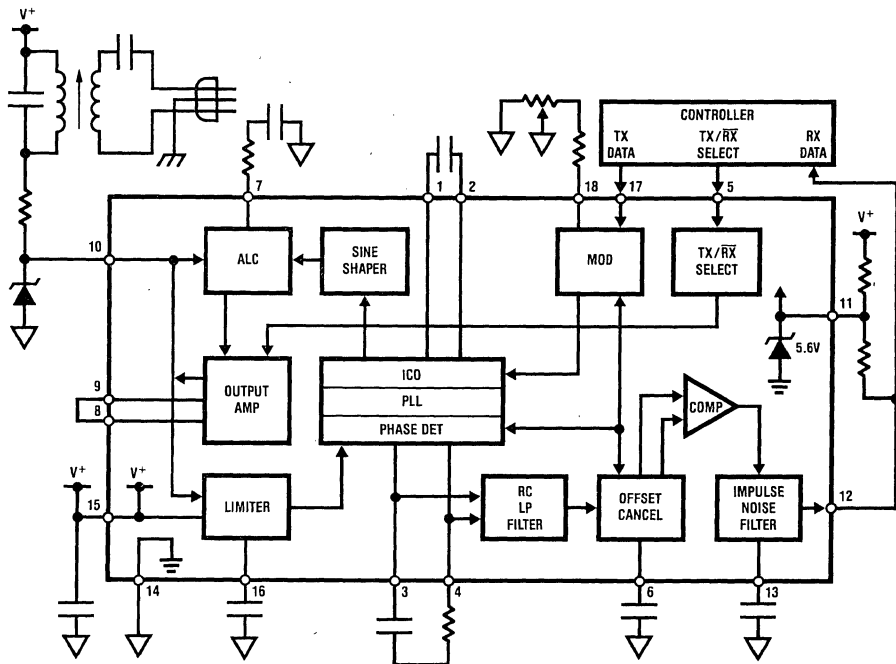 V+
CONTROLLER
TX DATA
TX/RX SELECT
RX DATA
7
1
2
18
17
5
V+
10
ALC
SINE SHAPER
MOD
TX/RX SELECT
11
5.6V
9
8
OUTPUT AMP
ICO
PLL
PHASE DET
COMP
V+
V+
15
LIMITER
RC LP FILTER
OFFSET CANCEL
IMPULSE NOISE FILTER
12
14
16
3
4
6
13